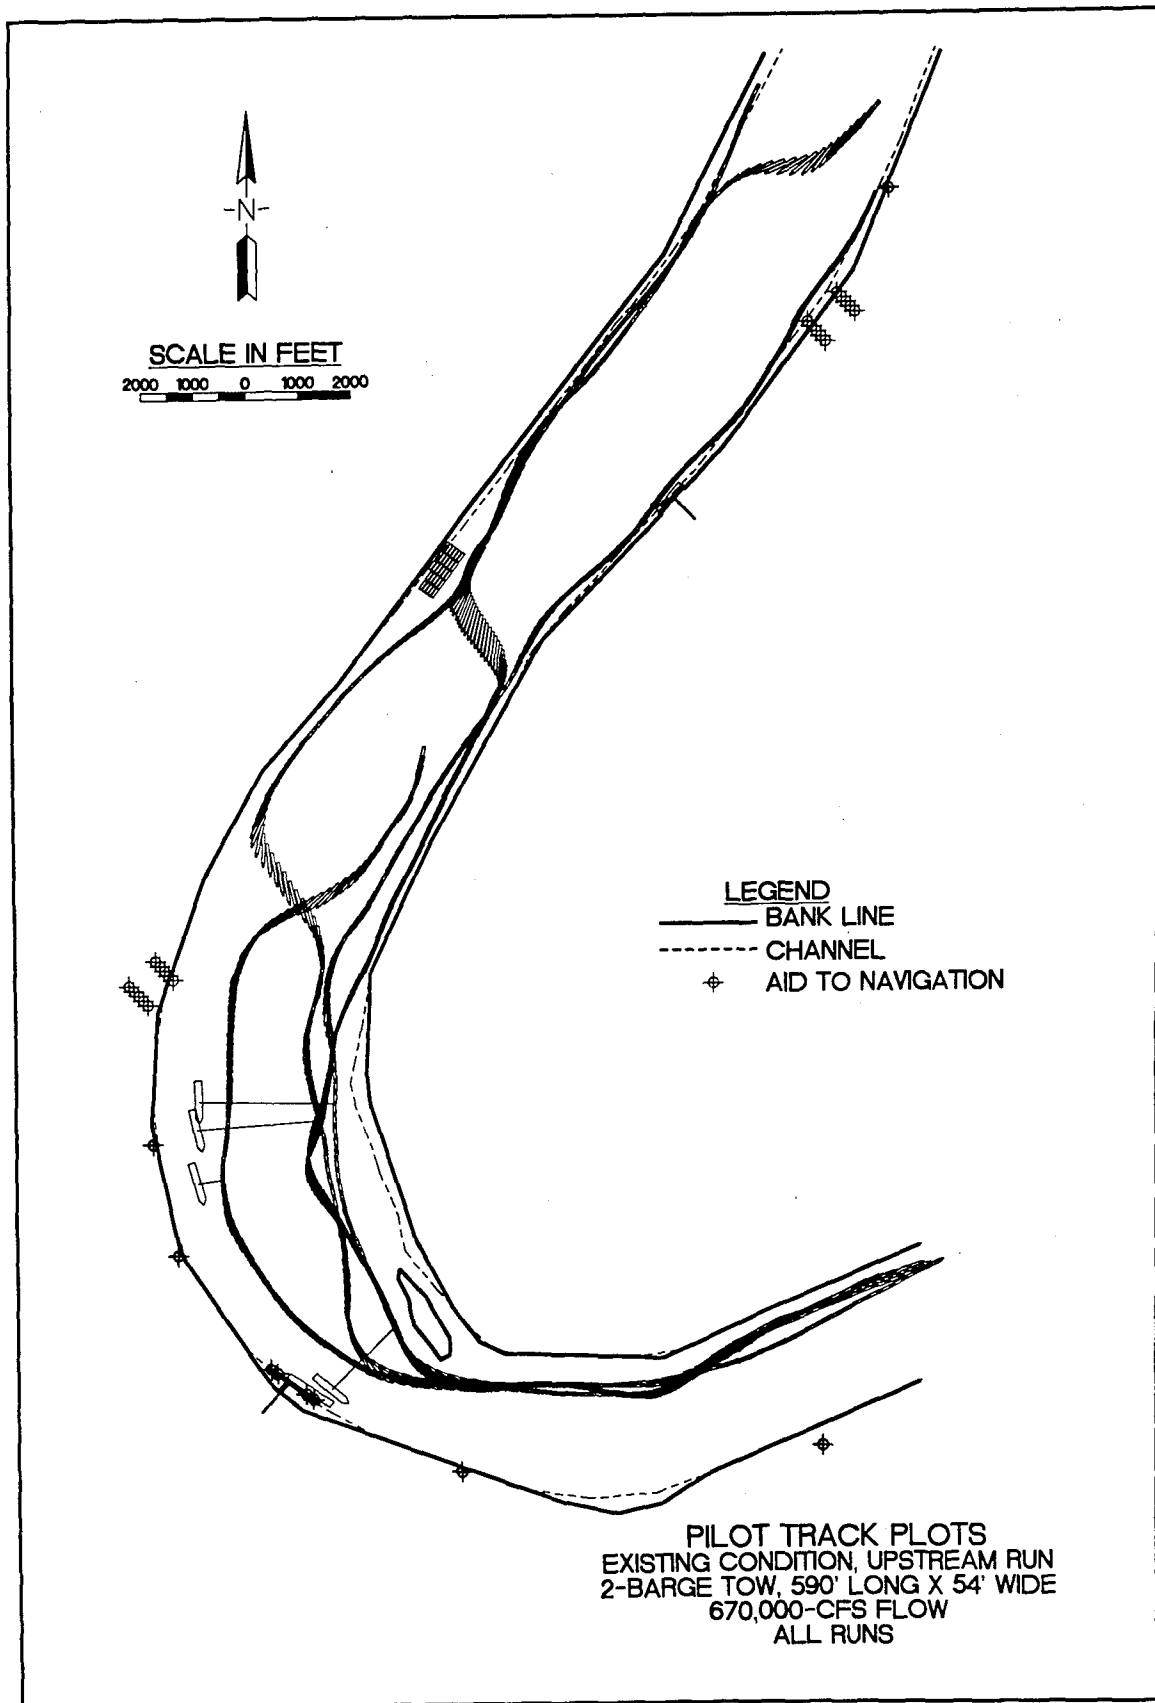 -N-
SCALE IN FEET
2000 1000 0 1000 2000
LEGEND
BANK LINE
CHANNEL
AID TO NAVIGATION
PILOT TRACK PLOTS
EXISTING CONDITION, UPSTREAM RUN
2-BARGE TOW, 590' LONG X 54' WIDE
670,000-CFS FLOW
ALL RUNS